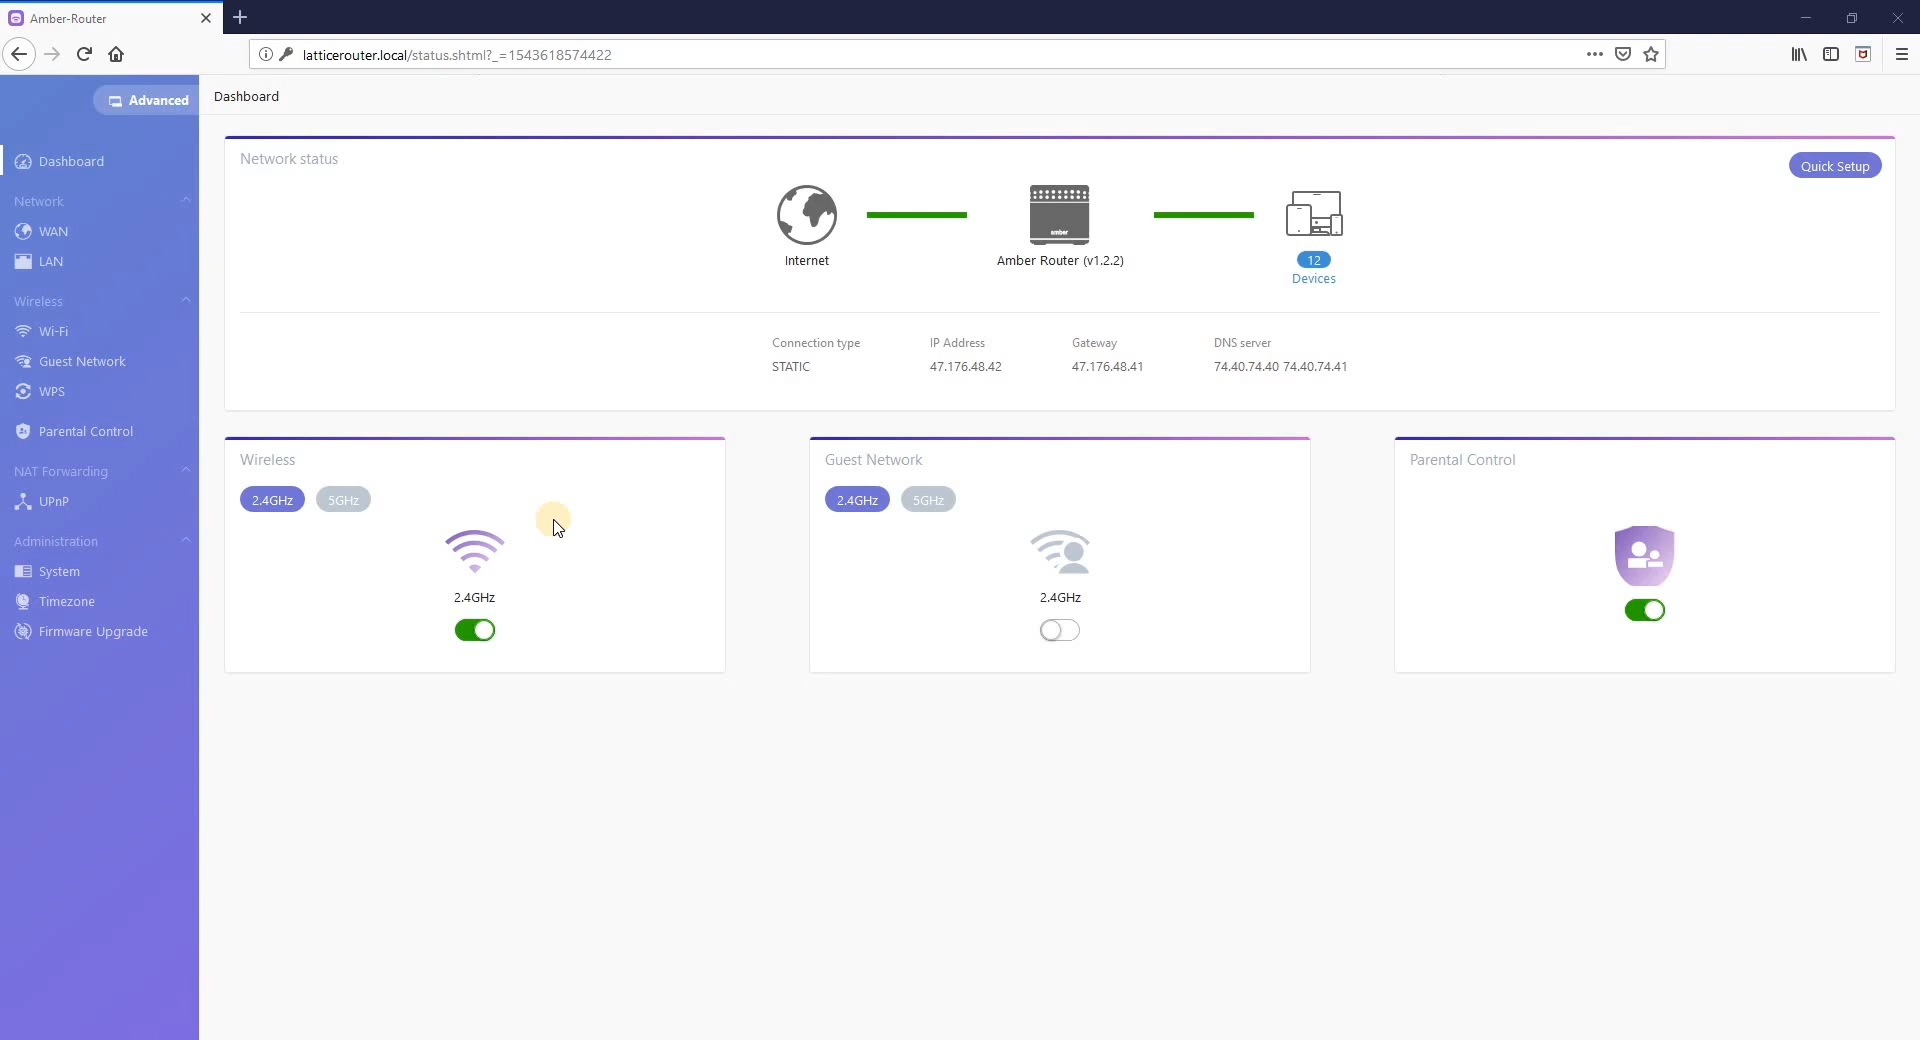 Amber-Router
latticerouter.local/status.shtml?_=1543618574422
Advanced
Dashboard
Dashboard
Network
WAN
LAN
Wireless
Wi-Fi
Guest Network
WPS
Parental Control
NAT Forwarding
UPnP
Administration
System
Timezone
Firmware Upgrade
Network status
Quick Setup
amber
Internet
Amber Router (v1.2.2)
12
Devices
Connection type
IP Address
Gateway
DNS server
STATIC
47.176.48.42
47.176.48.41
74.40.74.40 74.40.74.41
Wireless
2.4GHz
5GHz
2.4GHz
Guest Network
2.4GHz
5GHz
2.4GHz
Parental Control